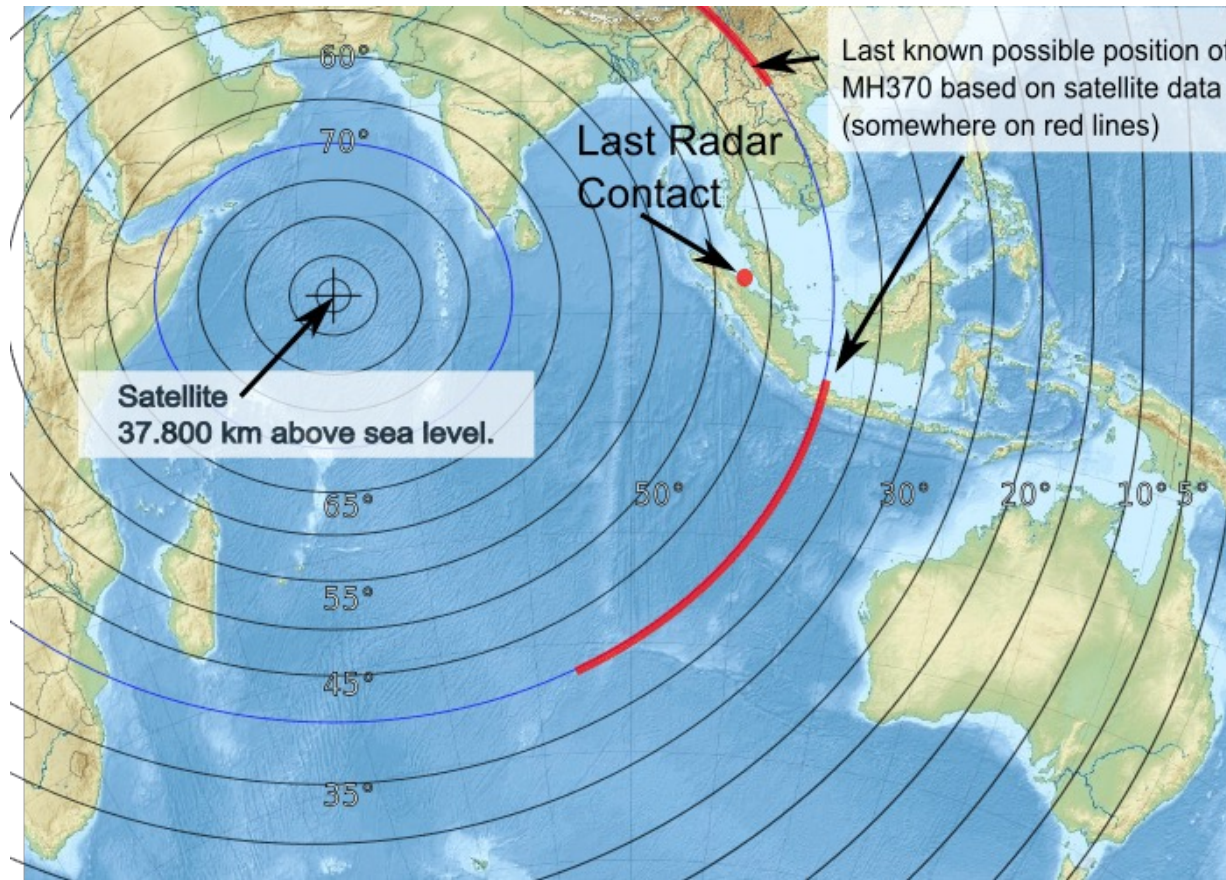 Last known possible position of
MH370 based on satellite data
(somewhere on red lines)
60°
70°
Last Radar
Contact
Satellite
37.800 km above sea level.
65°
50°
30°
20°
10°
5°
55°
45°
35°